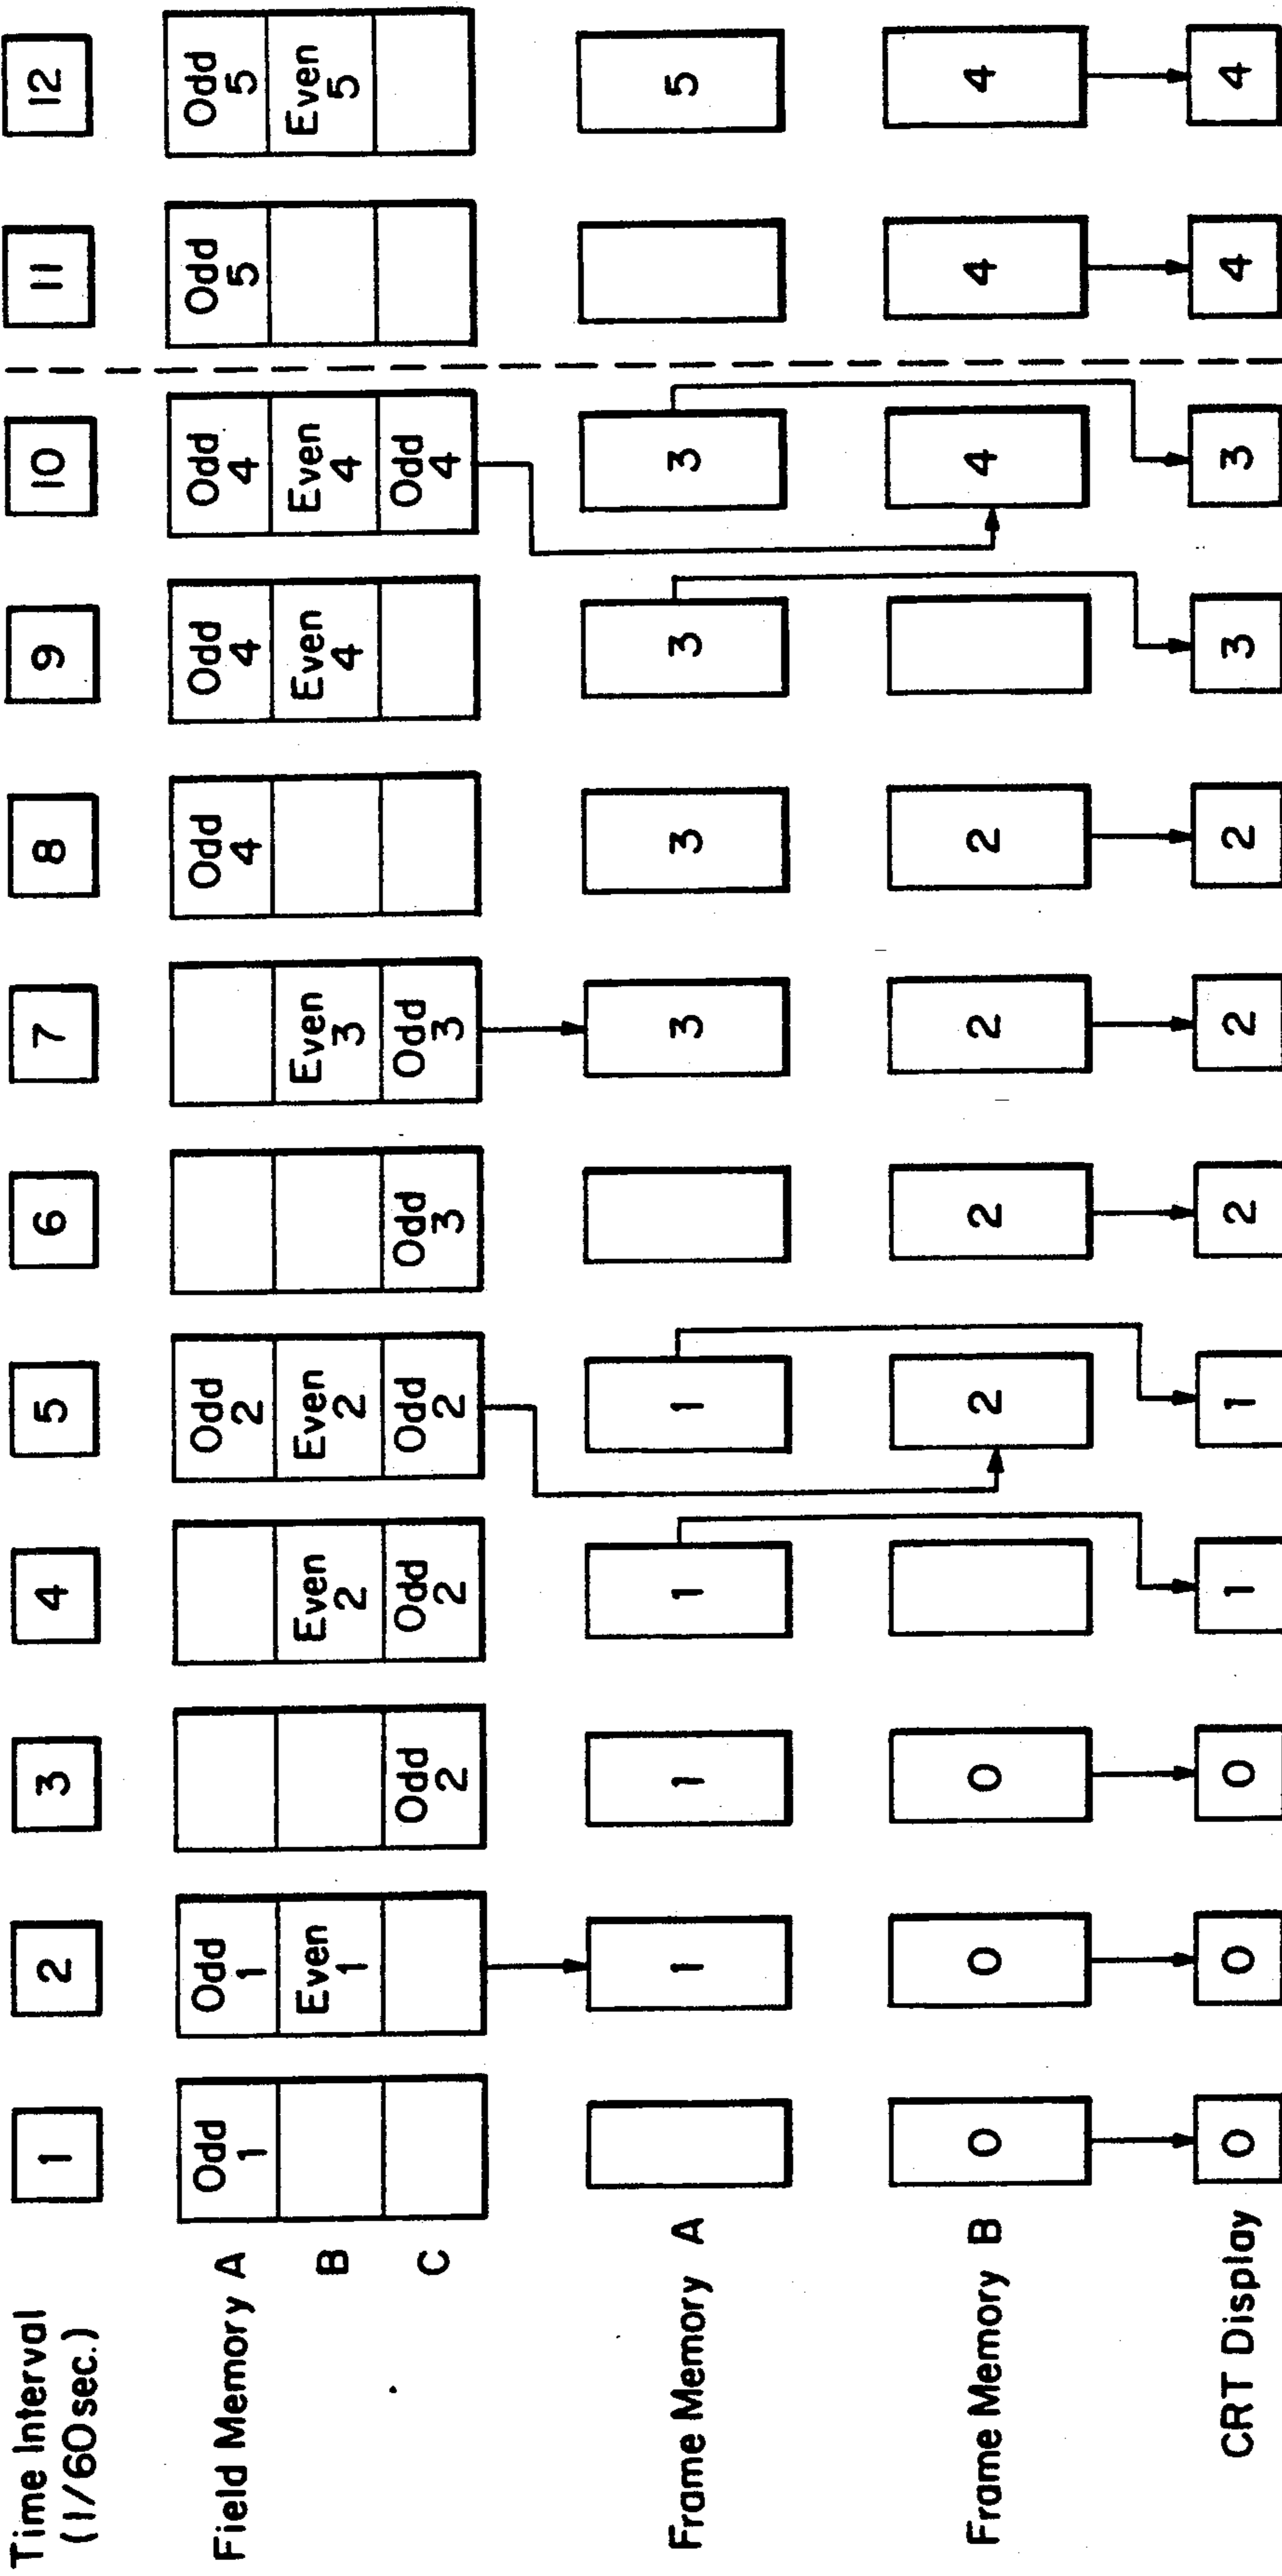 Time Interval 1 2 3 4 5 6 7 8 9 10 11 12
(1/60 sec.)
Field Memory A Odd Odd Odd Odd Odd Odd Odd Odd
1 1 2 4 4 4 5 5
B Even Even Even Even Even Even Even
1 2 2 3 4 4 5
C Odd Odd Odd Odd Odd Odd
2 2 2 3 3 4
Frame Memory A 1 1 1 1 3 3 3 3 5
Frame Memory B 0 0 0 2 2 2 2 4 4 4
CRT Display 0 0 0 1 1 2 2 2 3 3 4 4